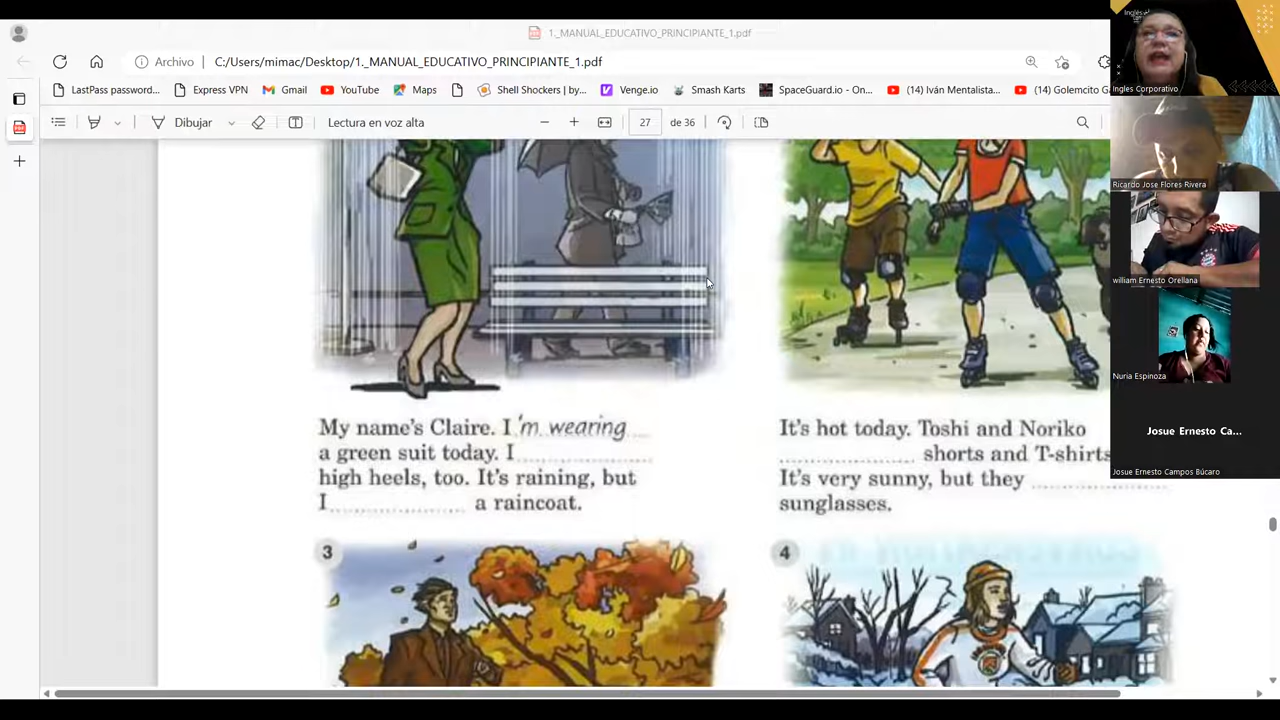 1._MANUAL_EDUCATIVO_PRINCIPIANTE_1.pdf
Archivo
C:/Users/mimac/Desktop/1._MANUAL_EDUCATIVO_PRINCIPIANTE_1.pdf
LastPass password...
Express VPN
Gmail
YouTube
Maps
Shell Shockers | by...
Venge.io
Smash Karts
SpaceGuard.io - On...
(14) Iván Mentalista...
(14) Golemcito G
Dibujar
Lectura en voz alta
27
de 36
My name's Claire. I 'm wearing
a green suit today. I
high heels, too. It's raining, but
I
a raincoat.
It's hot today. Toshi and Noriko
shorts and T-shirts
It's very sunny, but they
sunglasses.
3
4
Ingles Corporativo
Ricardo Jose Flores Rivera
william Ernesto Orellana
Nuria Espinoza
Josue Ernesto Ca...
Josue Ernesto Campos Búcaro